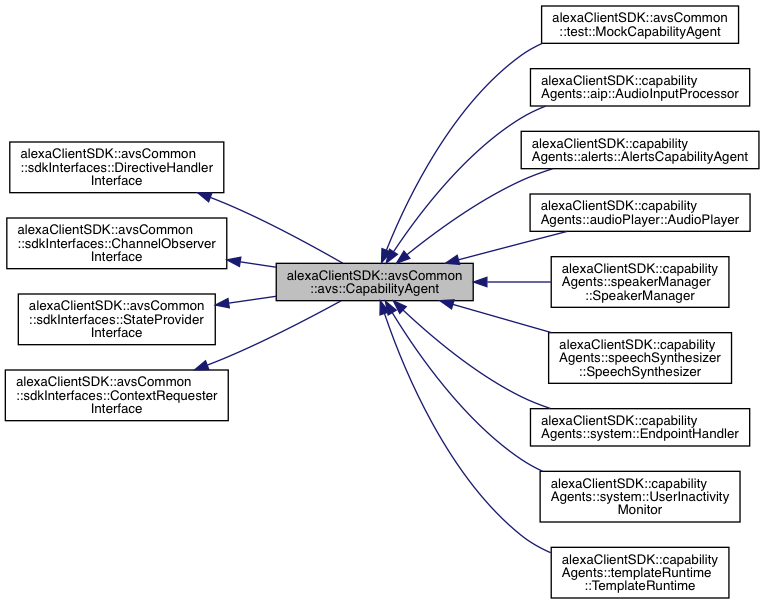 alexaClientSDK::avsCommon
::sdkInterfaces::DirectiveHandler
Interface
alexaClientSDK::avsCommon
::sdkInterfaces::ChannelObserver
Interface
alexaClientSDK::avsCommon
::sdkInterfaces::StateProvider
Interface
alexaClientSDK::avsCommon
::sdkInterfaces::ContextRequester
Interface
alexaClientSDK::avsCommon
::avs::CapabilityAgent
alexaClientSDK::avsCommon
::test::MockCapabilityAgent
alexaClientSDK::capability
Agents::aip::AudioInputProcessor
alexaClientSDK::capability
Agents::alerts::AlertsCapabilityAgent
alexaClientSDK::capability
Agents::audioPlayer::AudioPlayer
alexaClientSDK::capability
Agents::speakerManager
::SpeakerManager
alexaClientSDK::capability
Agents::speechSynthesizer
::SpeechSynthesizer
alexaClientSDK::capability
Agents::system::EndpointHandler
alexaClientSDK::capability
Agents::system::UserInactivity
Monitor
alexaClientSDK::capability
Agents::templateRuntime
::TemplateRuntime